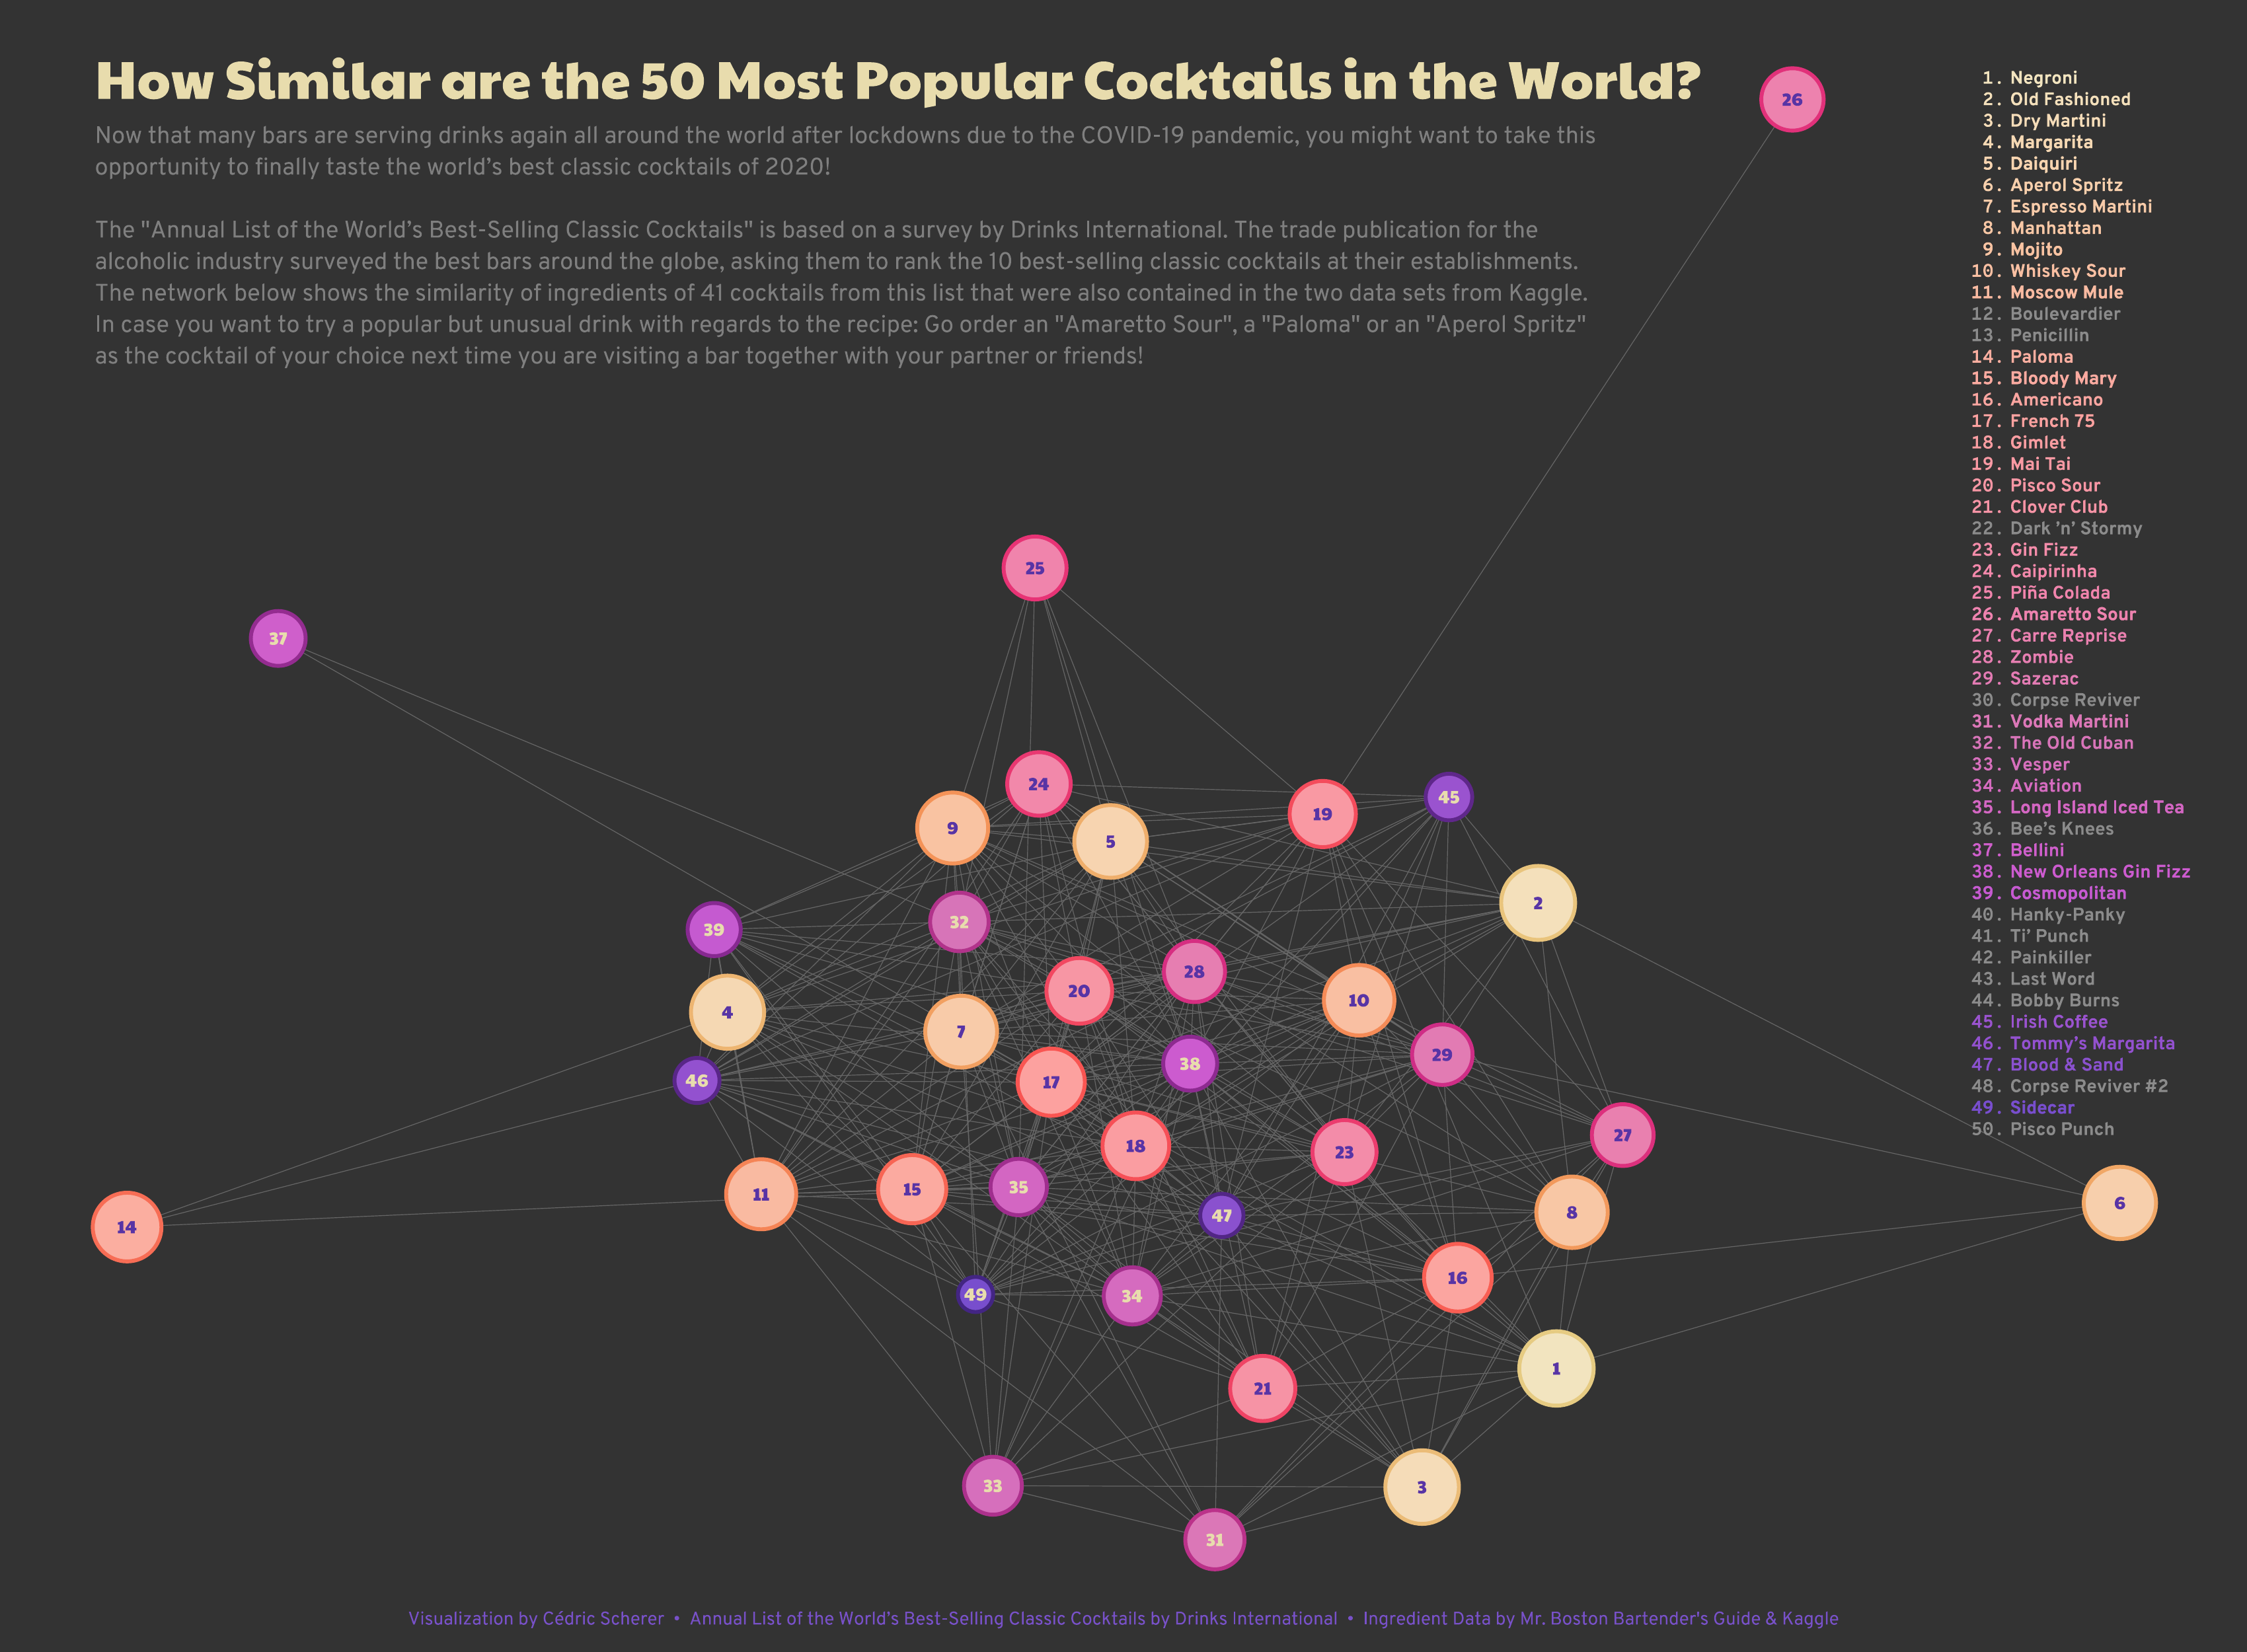 How Similar are the 50 Most Popular Cocktails in the World?
Now that many bars are serving drinks again all around the world after lockdowns due to the COVID-19 pandemic, you might want to take this
opportunity to finally taste the world’s best classic cocktails of 2020!
The "Annual List of the World’s Best-Selling Classic Cocktails" is based on a survey by Drinks International. The trade publication for the
alcoholic industry surveyed the best bars around the globe, asking them to rank the 10 best-selling classic cocktails at their establishments.
The network below shows the similarity of ingredients of 41 cocktails from this list that were also contained in the two data sets from Kaggle.
In case you want to try a popular but unusual drink with regards to the recipe: Go order an "Amaretto Sour", a "Paloma" or an "Aperol Spritz"
as the cocktail of your choice next time you are visiting a bar together with your partner or friends!
1. Negroni
2. Old Fashioned
3. Dry Martini
4. Margarita
5. Daiquiri
6. Aperol Spritz
7. Espresso Martini
8. Manhattan
9. Mojito
10. Whiskey Sour
11. Moscow Mule
12. Boulevardier
13. Penicillin
14. Paloma
15. Bloody Mary
16. Americano
17. French 75
18. Gimlet
19. Mai Tai
20. Pisco Sour
21. Clover Club
22. Dark ’n’ Stormy
23. Gin Fizz
24. Caipirinha
25. Piña Colada
26. Amaretto Sour
27. Carre Reprise
28. Zombie
29. Sazerac
30. Corpse Reviver
31. Vodka Martini
32. The Old Cuban
33. Vesper
34. Aviation
35. Long Island Iced Tea
36. Bee’s Knees
37. Bellini
38. New Orleans Gin Fizz
39. Cosmopolitan
40. Hanky-Panky
41. Ti’ Punch
42. Painkiller
43. Last Word
44. Bobby Burns
45. Irish Coffee
46. Tommy’s Margarita
47. Blood & Sand
48. Corpse Reviver #2
49. Sidecar
50. Pisco Punch
26
25
37
24
45
19
9
5
2
32
39
28
20
10
4
7
29
38
46
17
27
18
23
35
15
11
6
8
47
14
16
49
34
1
21
33
3
31
Visualization by Cédric Scherer • Annual List of the World’s Best-Selling Classic Cocktails by Drinks International • Ingredient Data by Mr. Boston Bartender's Guide & Kaggle